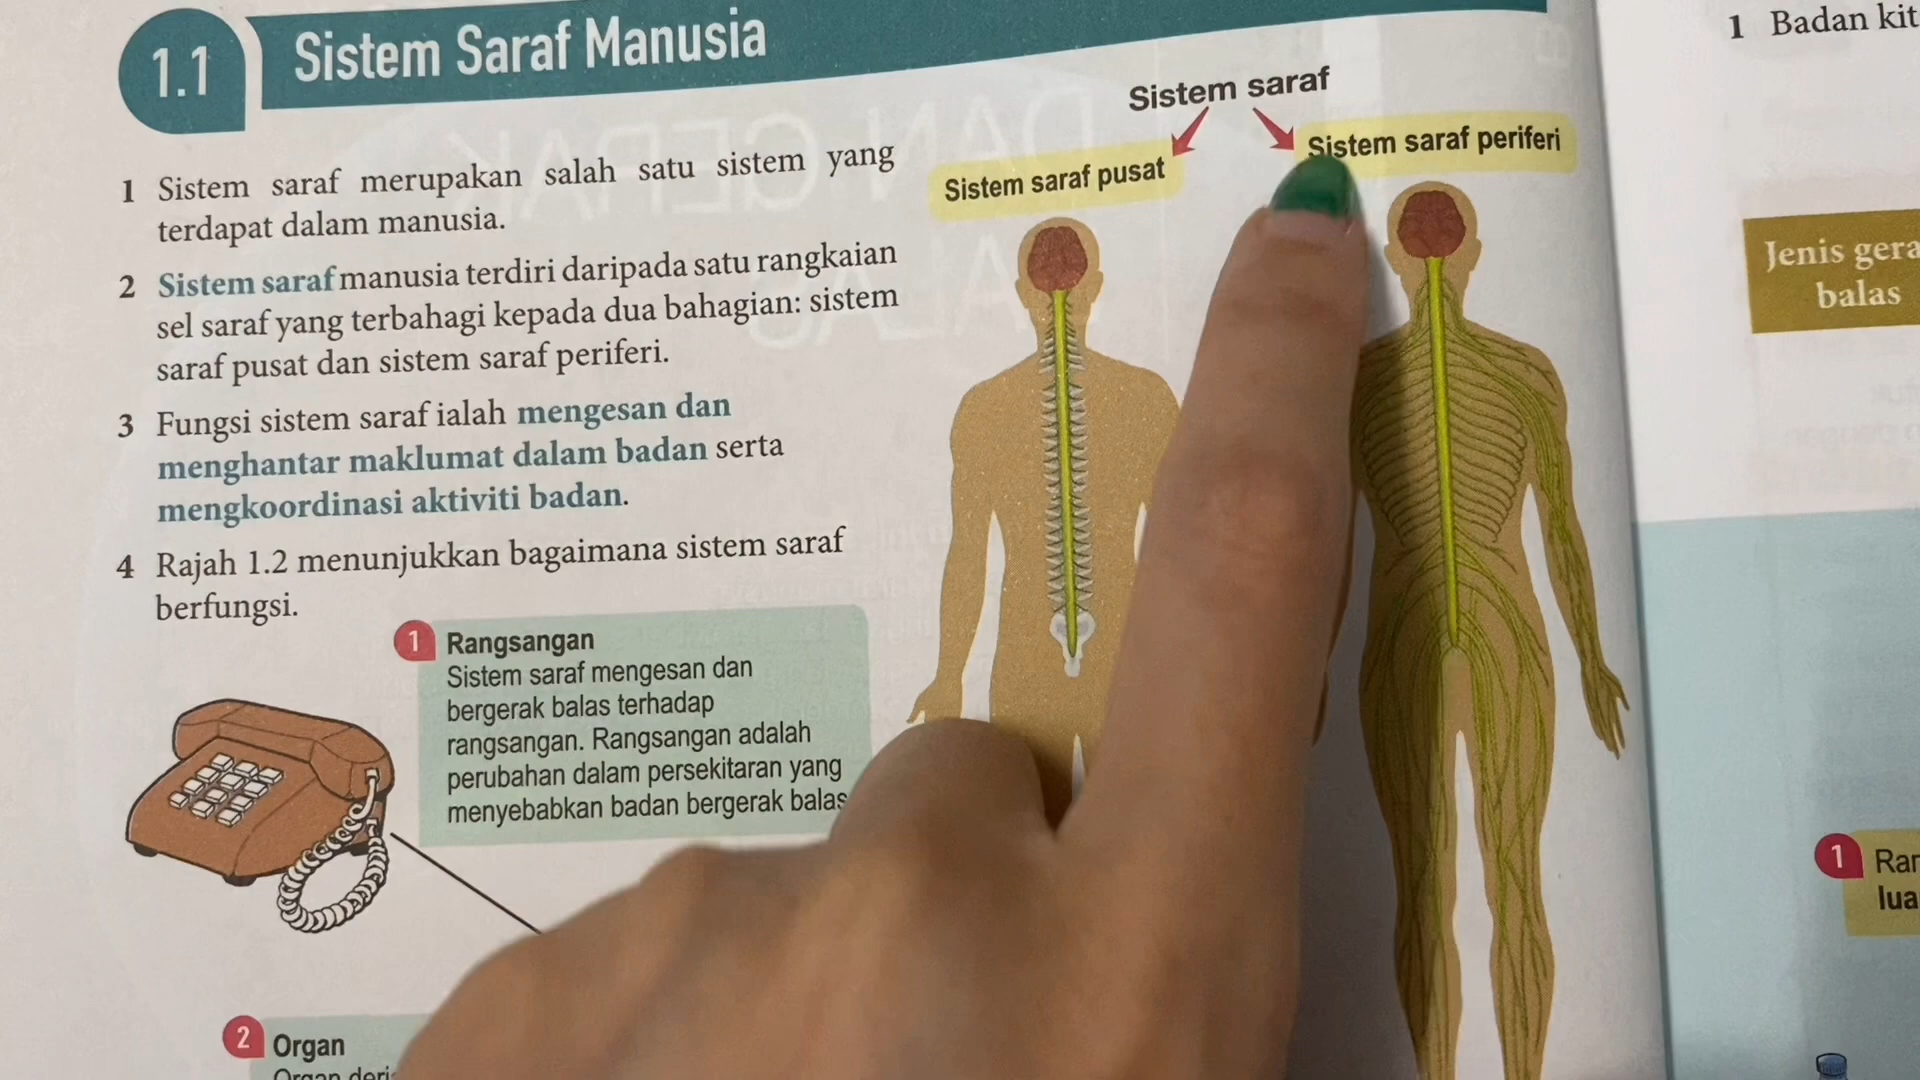 1.1 Sistem Saraf Manusia
1 Sistem saraf merupakan salah satu sistem yang
terdapat dalam manusia.
2 Sistem saraf manusia terdiri daripada satu rangkaian
sel saraf yang terbahagi kepada dua bahagian: sistem
saraf pusat dan sistem saraf periferi.
3 Fungsi sistem saraf ialah mengesan dan
menghantar maklumat dalam badan serta
mengkoordinasi aktiviti badan.
4 Rajah 1.2 menunjukkan bagaimana sistem saraf
berfungsi.
Sistem saraf
Sistem saraf pusat
Sistem saraf periferi
1 Rangsangan
Sistem saraf mengesan dan
bergerak balas terhadap
rangsangan. Rangsangan adalah
perubahan dalam persekitaran yang
menyebabkan badan bergerak balas
2 Organ
Organ
1 Badan
Jenis
balas
1